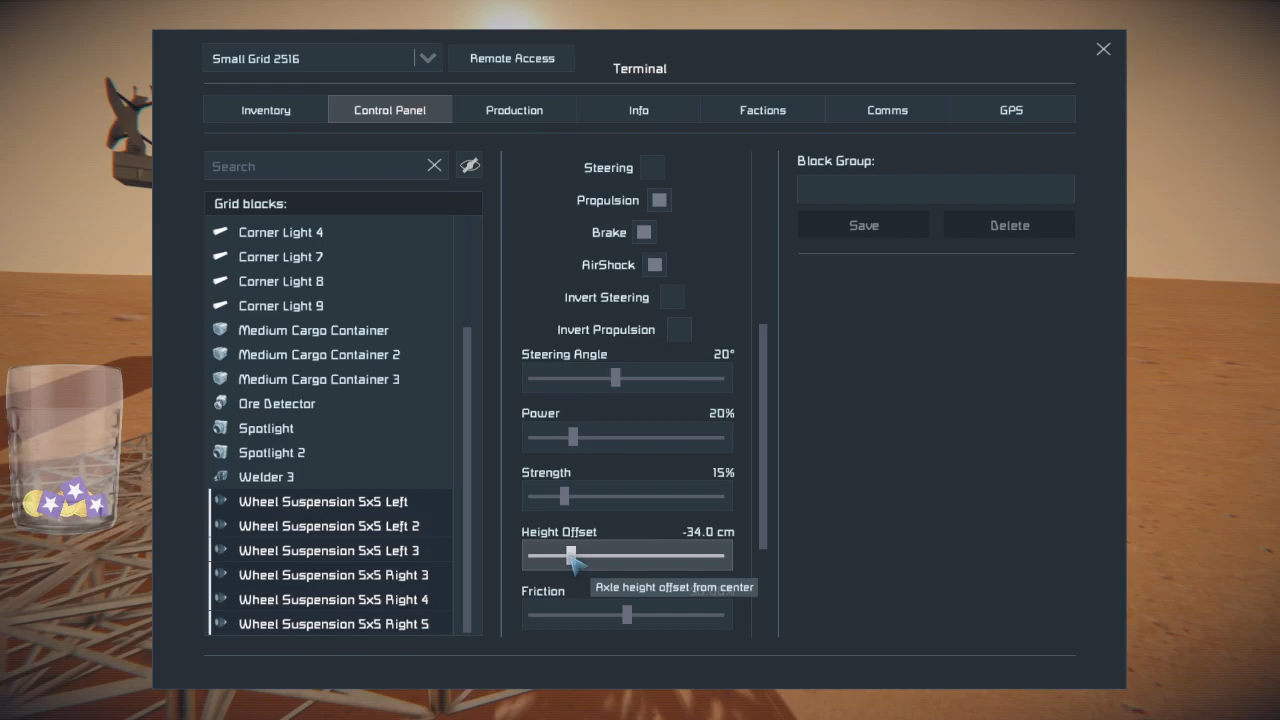 Small Grid 2516
Remote Access
Terminal
Inventory
Control Panel
Production
Info
Factions
Comms
GPS
Search
Grid blocks:
Corner Light 4
Corner Light 7
Corner Light 8
Corner Light 9
Medium Cargo Container
Medium Cargo Container 2
Medium Cargo Container 3
Ore Detector
Spotlight
Spotlight 2
Welder 3
Wheel Suspension 5x5 Left
Wheel Suspension 5x5 Left 2
Wheel Suspension 5x5 Left 3
Wheel Suspension 5x5 Right 3
Wheel Suspension 5x5 Right 4
Wheel Suspension 5x5 Right 5
Steering
Propulsion
Brake
AirShock
Invert Steering
Invert Propulsion
Steering Angle 20°
Power 20%
Strength 15%
Height Offset -34.0 cm
Axle height offset from center
Friction
Block Group:
Save
Delete